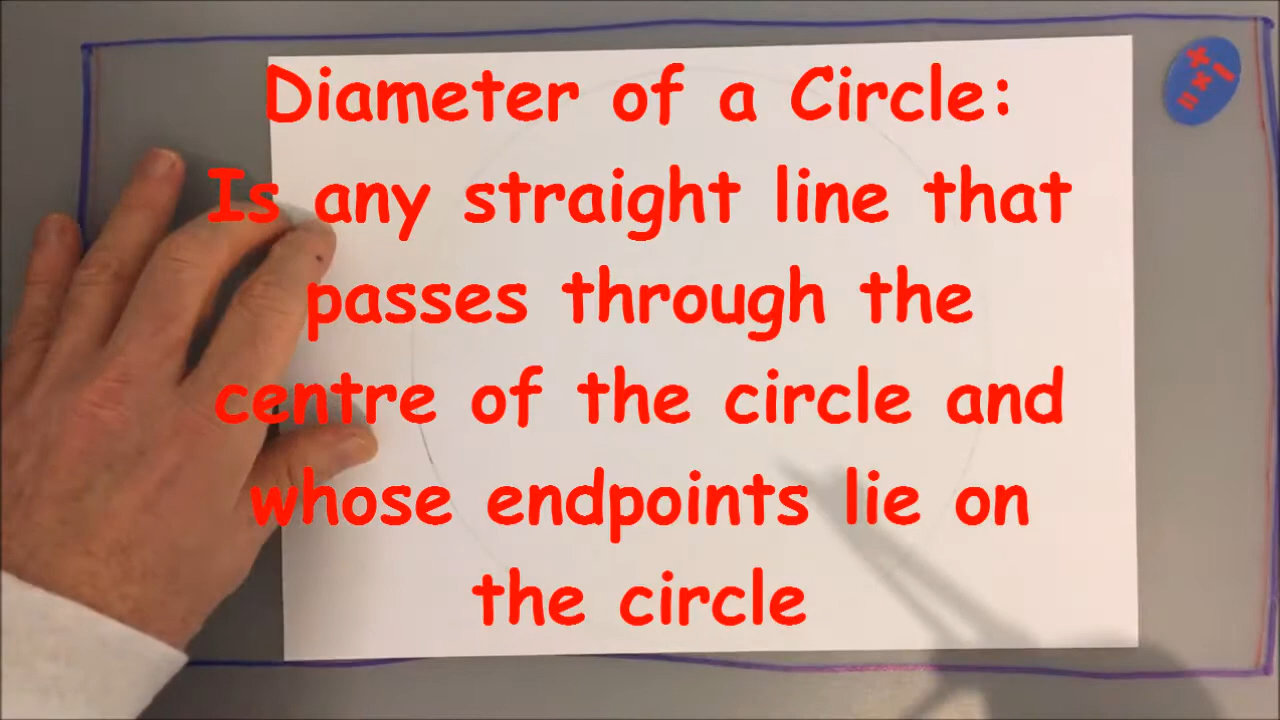 Diameter of a Circle:
Is any straight line that
passes through the
centre of the circle and
whose endpoints lie on
the circle